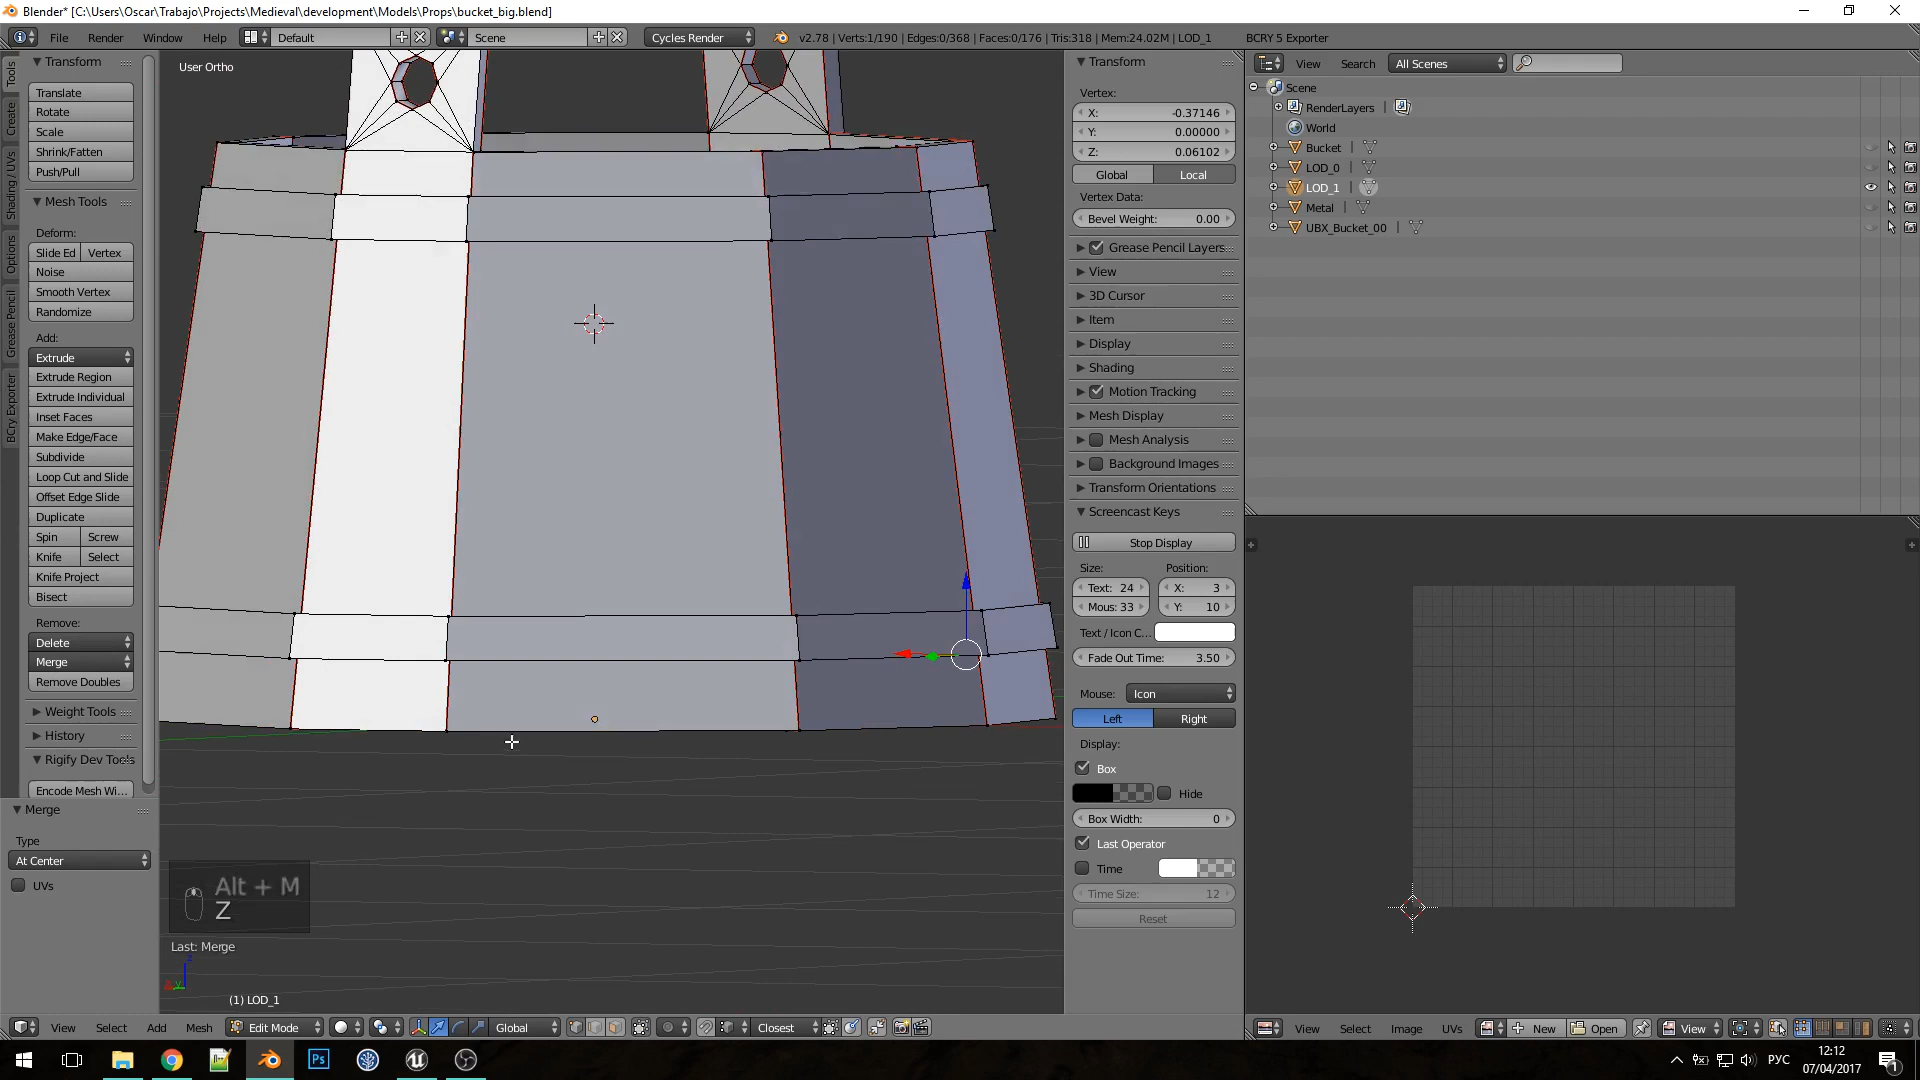 Blender* [C:\Users\Oscar\Trabajo\Projects\Medieval\development\Models\Props\bucket_big.blend]
File Render Window Help Default Scene Cycles Render v2.78 | Verts:1/190 | Edges:0/368 | Faces:0/176 | Tris:318 | Mem:24.02M | LOD_1 BCRY 5 Exporter
Tools
Create
Shading / UVs
Options
Grease Pencil
BCry Exporter
Transform
Translate
Rotate
Scale
Shrink/Fatten
Push/Pull
Mesh Tools
Deform:
Slide Ed Vertex
Noise
Smooth Vertex
Randomize
Add:
Extrude
Extrude Region
Extrude Individual
Inset Faces
Make Edge/Face
Subdivide
Loop Cut and Slide
Offset Edge Slide
Duplicate
Spin Screw
Knife Select
Knife Project
Bisect
Remove:
Delete
Merge
Remove Doubles
Weight Tools
History
Rigify Dev Tools
Encode Mesh Wi...
Merge
Type
At Center
UVs
User Ortho
Alt + M
Z
Last: Merge
(1) LOD_1
View Select Add Mesh Edit Mode Global Closest
Transform
Vertex:
X: -0.37146
Y: 0.00000
Z: 0.06102
Global Local
Vertex Data:
Bevel Weight: 0.00
Grease Pencil Layers
View
3D Cursor
Item
Display
Shading
Motion Tracking
Mesh Display
Mesh Analysis
Background Images
Transform Orientations
Screencast Keys
Stop Display
Size: Position:
Text: 24 X: 3
Mous: 33 Y: 10
Text / Icon C...
Fade Out Time: 3.50
Mouse: Icon
Left Right
Display:
Box
Hide
Box Width: 0
Last Operator
Time
Time Size: 12
Reset
View Search All Scenes
Scene
RenderLayers
World
Bucket
LOD_0
LOD_1
Metal
UBX_Bucket_00
View Select Image UVs New Open View
РУС
12:12
07/04/2017
1